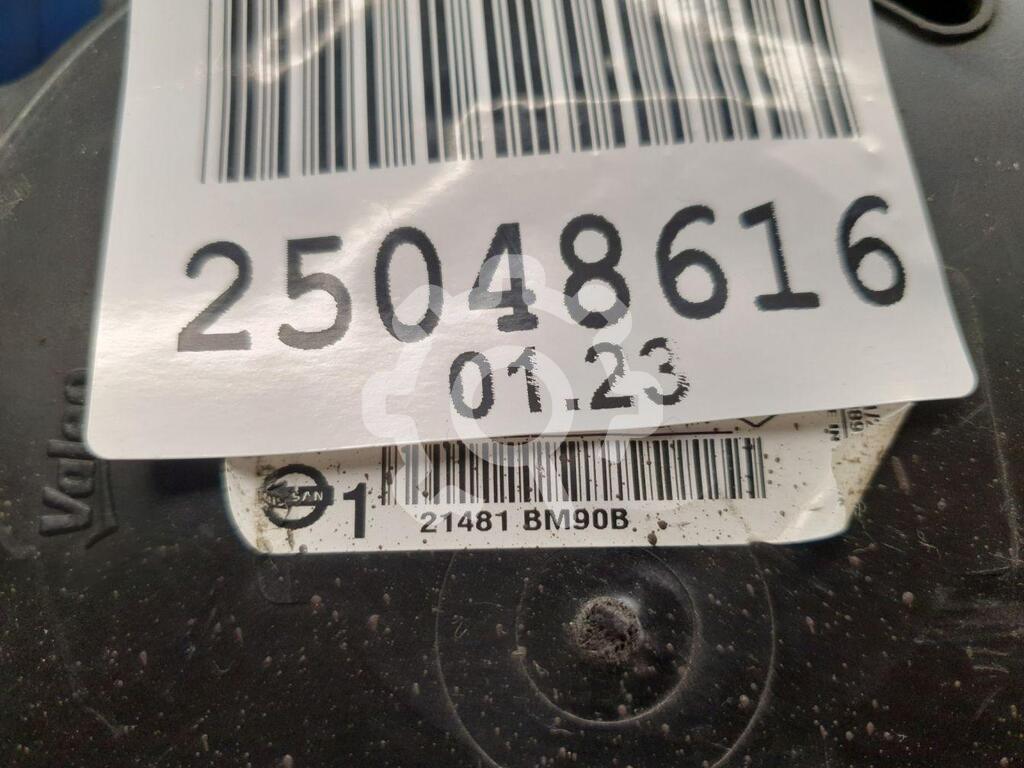 25048616
01.23
Valeo
NISSAN
1
21481 BM90B